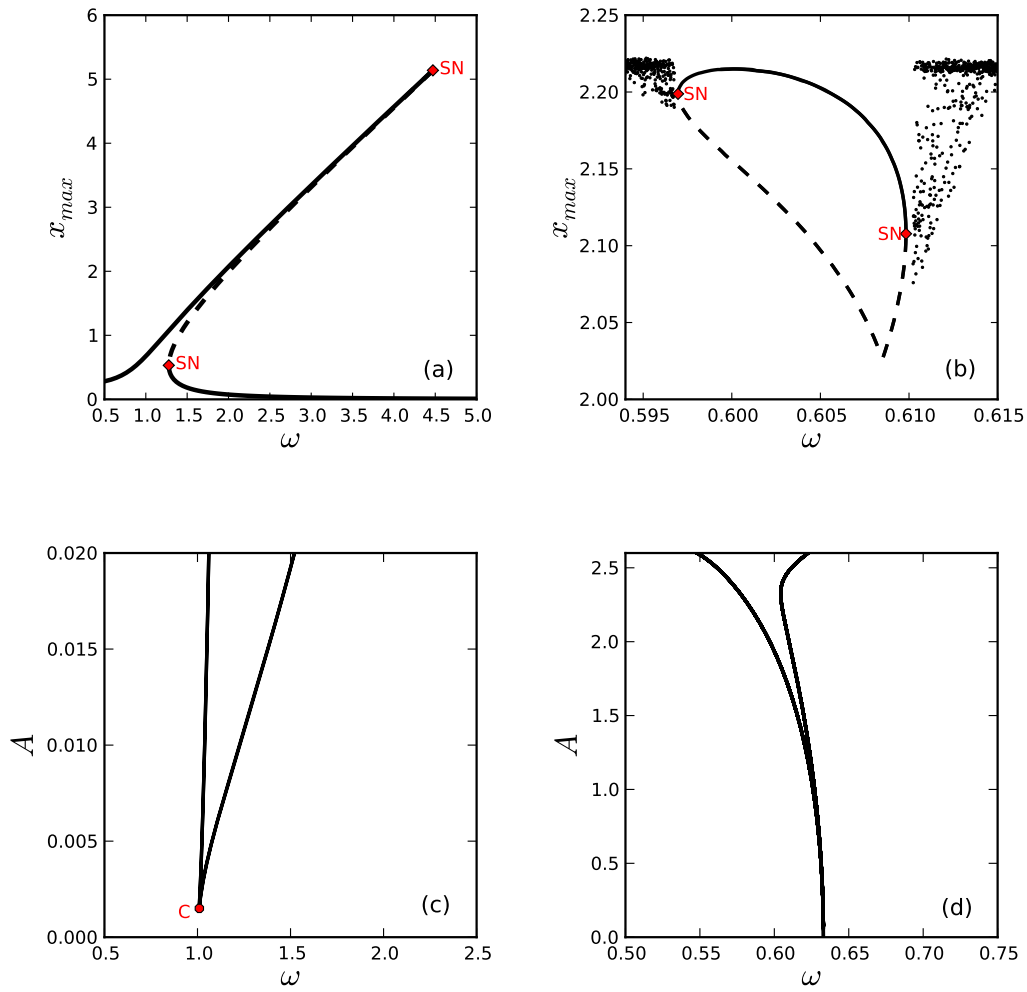 6
5
4
3
2
1
0
x_max
SN
SN
(a)
0.5 1.0 1.5 2.0 2.5 3.0 3.5 4.0 4.5 5.0
ω
2.25
2.20
2.15
2.10
2.05
2.00
x_max
SN
SN
(b)
0.595 0.600 0.605 0.610 0.615
ω
0.020
0.015
0.010
0.005
0.000
A
C
(c)
0.5 1.0 1.5 2.0 2.5
ω
2.5
2.0
1.5
1.0
0.5
0.0
A
(d)
0.50 0.55 0.60 0.65 0.70 0.75
ω